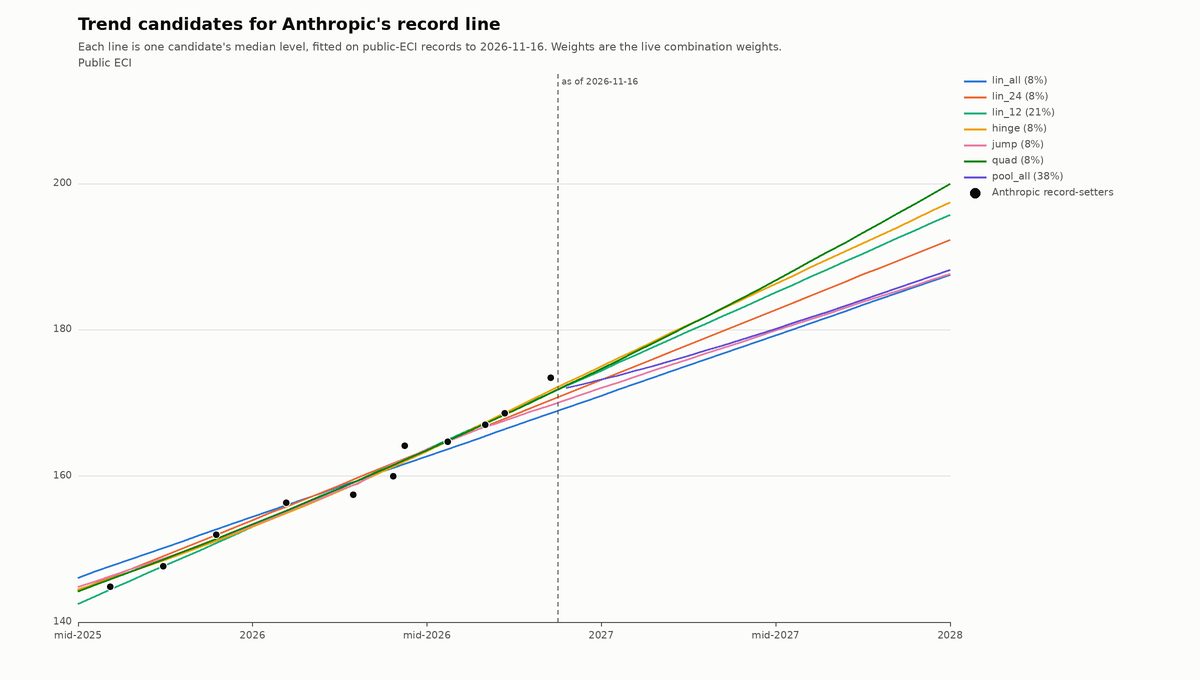 Trend candidates for Anthropic's record line
Each line is one candidate's median level, fitted on public-ECI records to 2026-11-16. Weights are the live combination weights.
Public ECI
as of 2026-11-16
lin_all (8%)
lin_24 (8%)
lin_12 (21%)
hinge (8%)
jump (8%)
quad (8%)
pool_all (38%)
Anthropic record-setters
200
180
160
140
mid-2025
2026
mid-2026
2027
mid-2027
2028